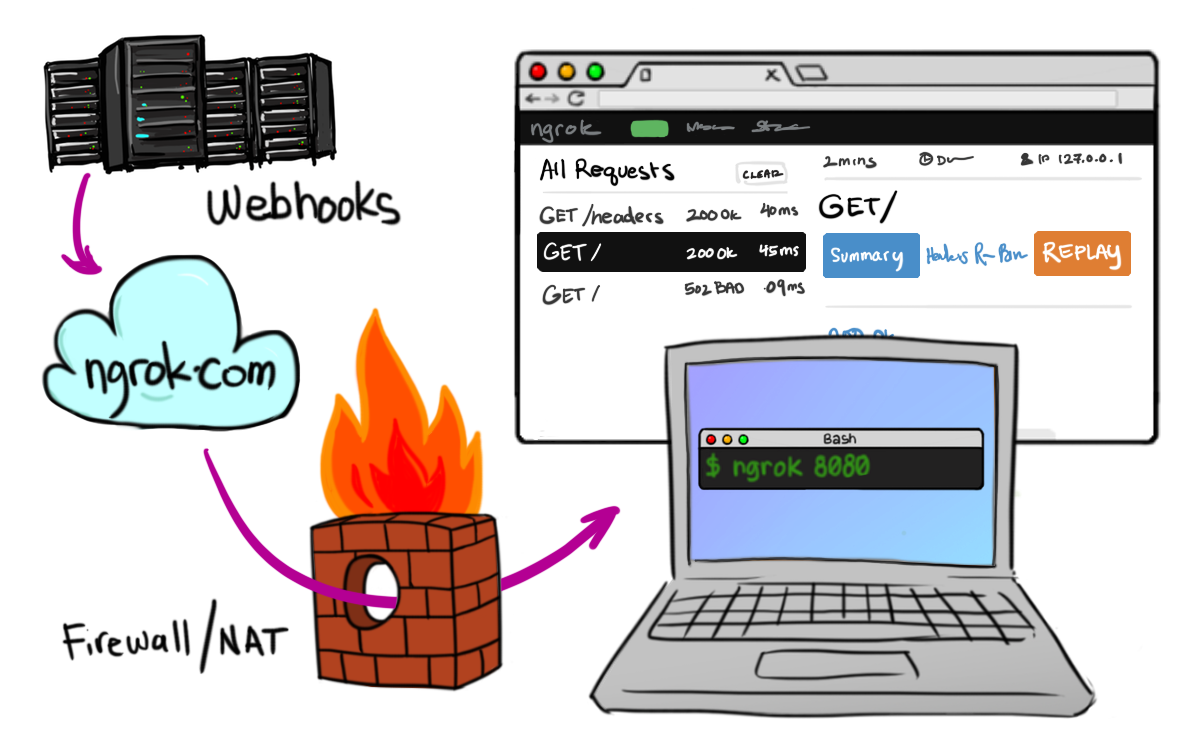 Webhooks
ngrok.com
Firewall/NAT
ngrok
All Requests
CLEAR
GET /headers 200 OK 40ms
GET / 200 OK 45ms
GET / 502 BAD .09ms
2mins
IP 127.0.0.1
GET/
Summary
REPLAY
Bash
$ ngrok 8080